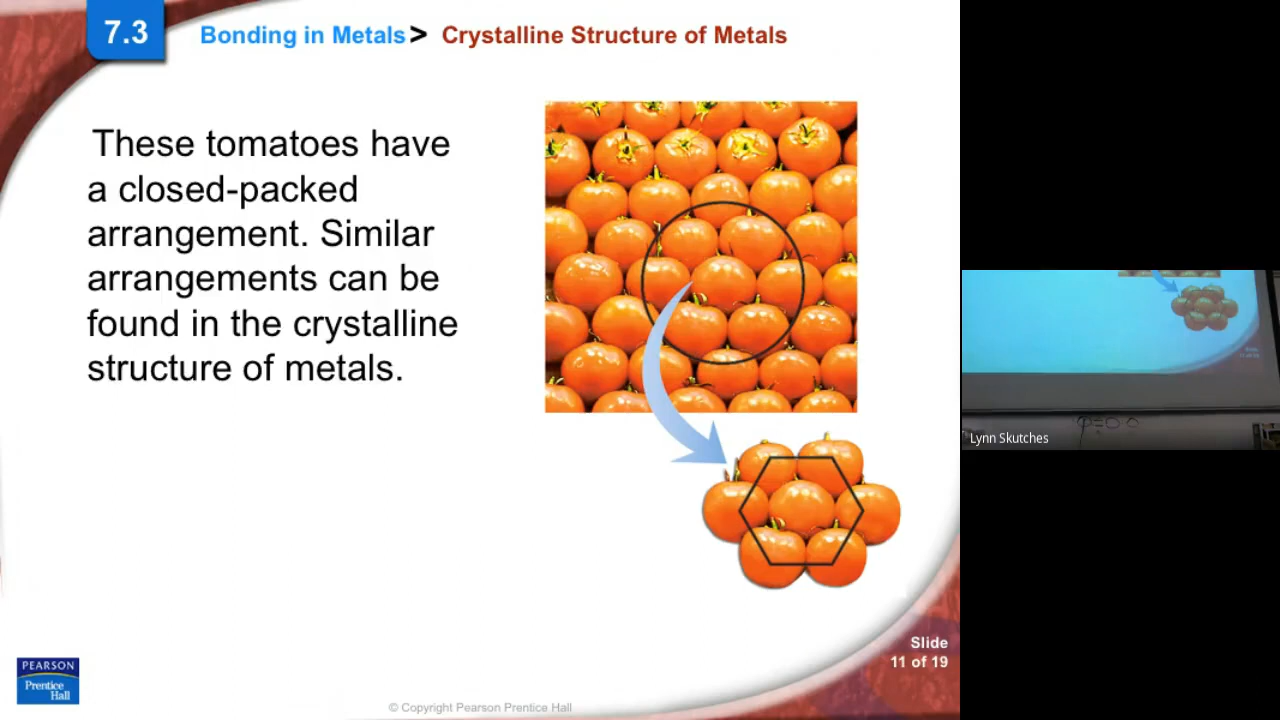 7.3
Bonding in Metals > Crystalline Structure of Metals
These tomatoes have
a closed-packed
arrangement. Similar
arrangements can be
found in the crystalline
structure of metals.
Lynn Skutches
Slide
11 of 19
PEARSON
Prentice
Hall
© Copyright Pearson Prentice Hall